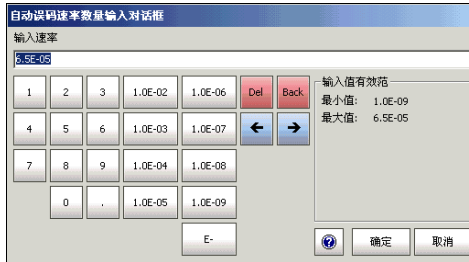 自动误码速率数量输入对话框
输入速率
6.5E-05
1 2 3 1.0E-02 1.0E-06 Del Back
4 5 6 1.0E-03 1.0E-07
7 8 9 1.0E-04 1.0E-08
0 . 1.0E-05 1.0E-09
E-
输入值有效范
最小值: 1.0E-09
最大值: 6.5E-05
确定 取消